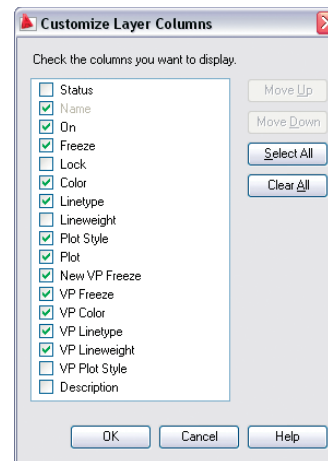 Customize Layer Columns
Check the columns you want to display.
Status
Name
On
Freeze
Lock
Color
Linetype
Lineweight
Plot Style
Plot
New VP Freeze
VP Freeze
VP Color
VP Linetype
VP Lineweight
VP Plot Style
Description
Move Up
Move Down
Select All
Clear All
OK Cancel Help